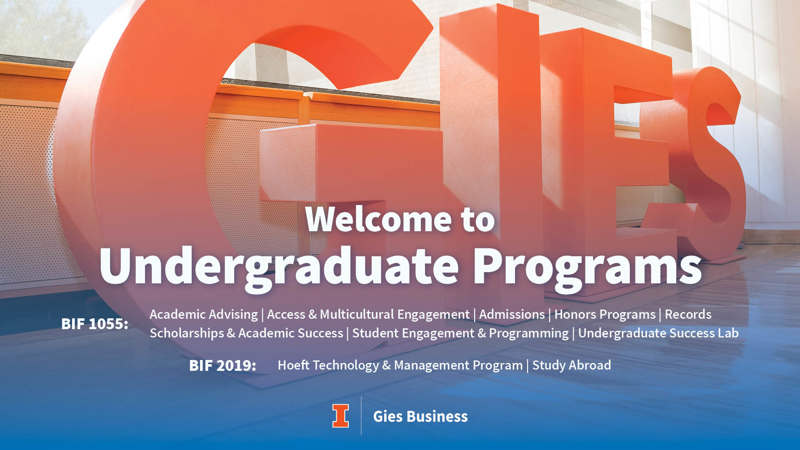 GIES
Welcome to
Undergraduate Programs
BIF 1055:
Academic Advising | Access & Multicultural Engagement | Admissions | Honors Programs | Records
Scholarships & Academic Success | Student Engagement & Programming | Undergraduate Success Lab
BIF 2019:
Hoeft Technology & Management Program | Study Abroad
I
Gies Business